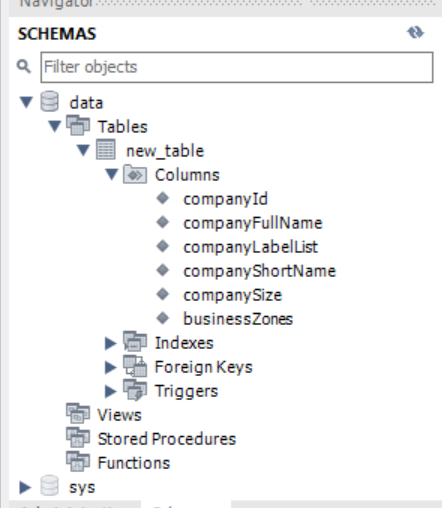 Navigator
SCHEMAS
Filter objects
data
Tables
new_table
Columns
companyId
companyFullName
companyLabelList
companyShortName
companySize
businessZones
Indexes
Foreign Keys
Triggers
Views
Stored Procedures
Functions
sys